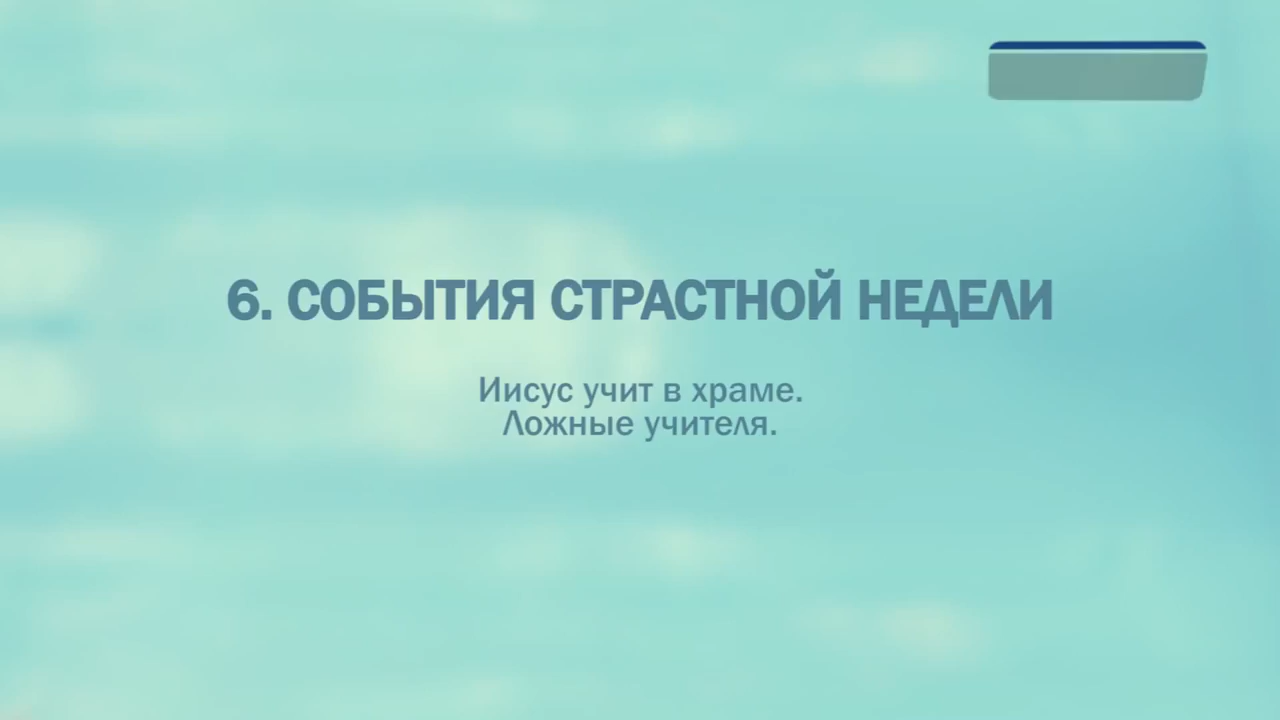 6. СОБЫТИЯ СТРАСТНОЙ НЕДЕЛИ
Иисус учит в храме.
Ложные учителя.